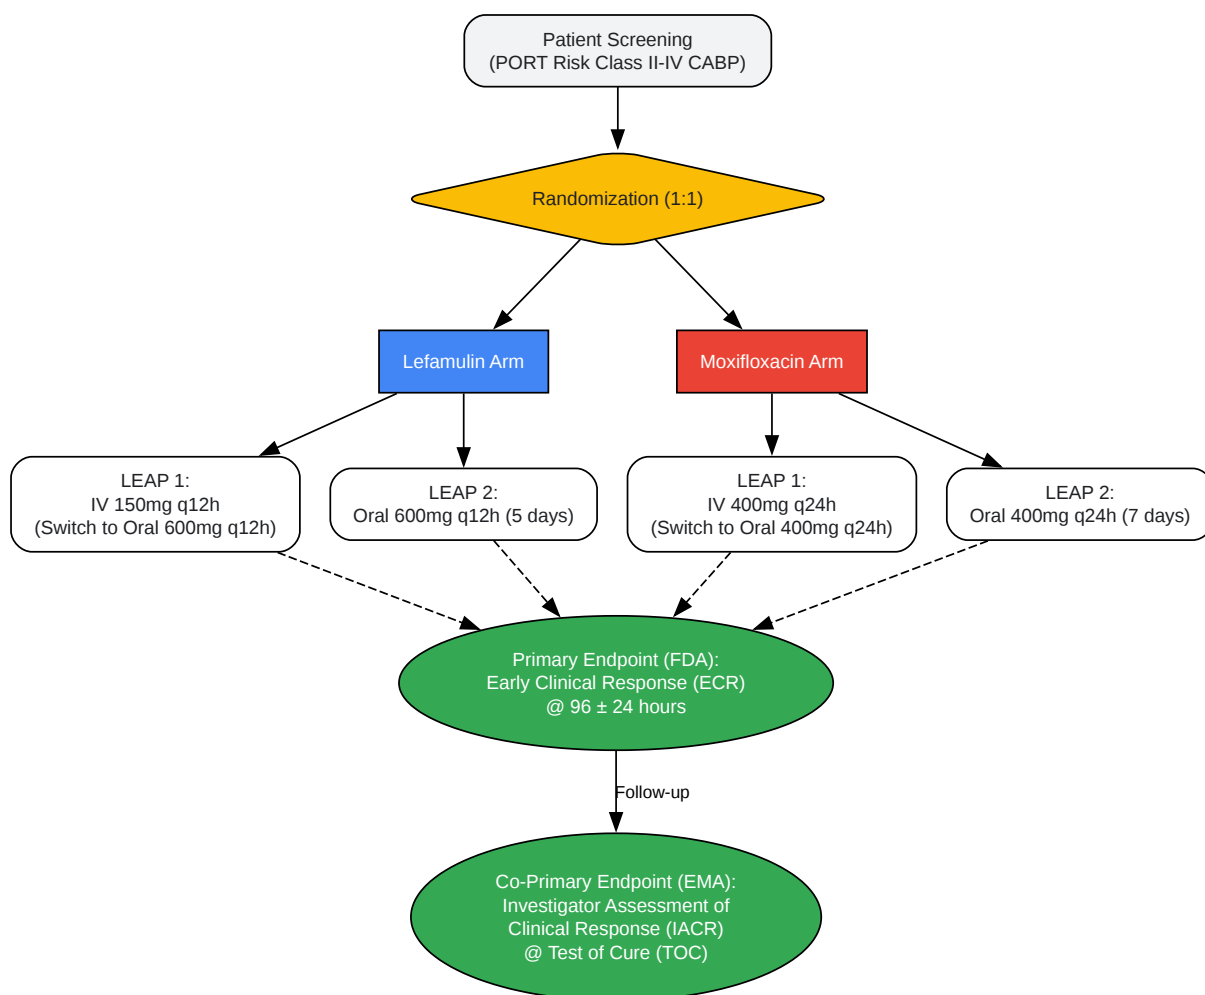 Patient Screening
(PORT Risk Class II-IV CABP)
Randomization (1:1)
Lefamulin Arm
Moxifloxacin Arm
LEAP 1:
IV 150mg q12h
(Switch to Oral 600mg q12h)
LEAP 2:
Oral 600mg q12h (5 days)
LEAP 1:
IV 400mg q24h
(Switch to Oral 400mg q24h)
LEAP 2:
Oral 400mg q24h (7 days)
Primary Endpoint (FDA):
Early Clinical Response (ECR)
@ 96 ± 24 hours
Follow-up
Co-Primary Endpoint (EMA):
Investigator Assessment of
Clinical Response (IACR)
@ Test of Cure (TOC)